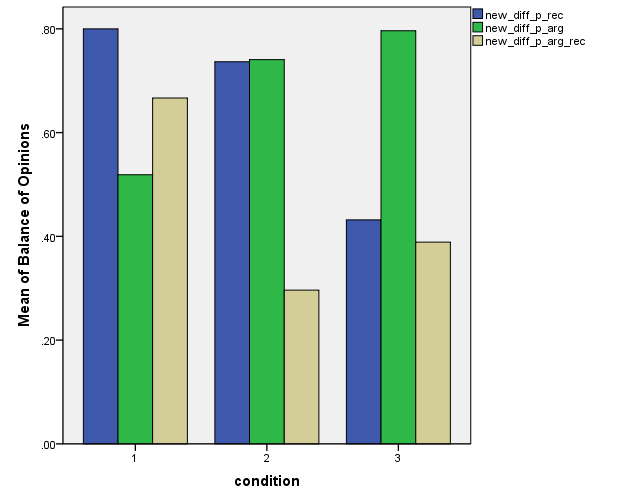 new_diff_p_rec
new_diff_p_arg
new_diff_p_arg_rec
.80
.60
.40
.20
.00
Mean of Balance of Opinions
1 2 3
condition